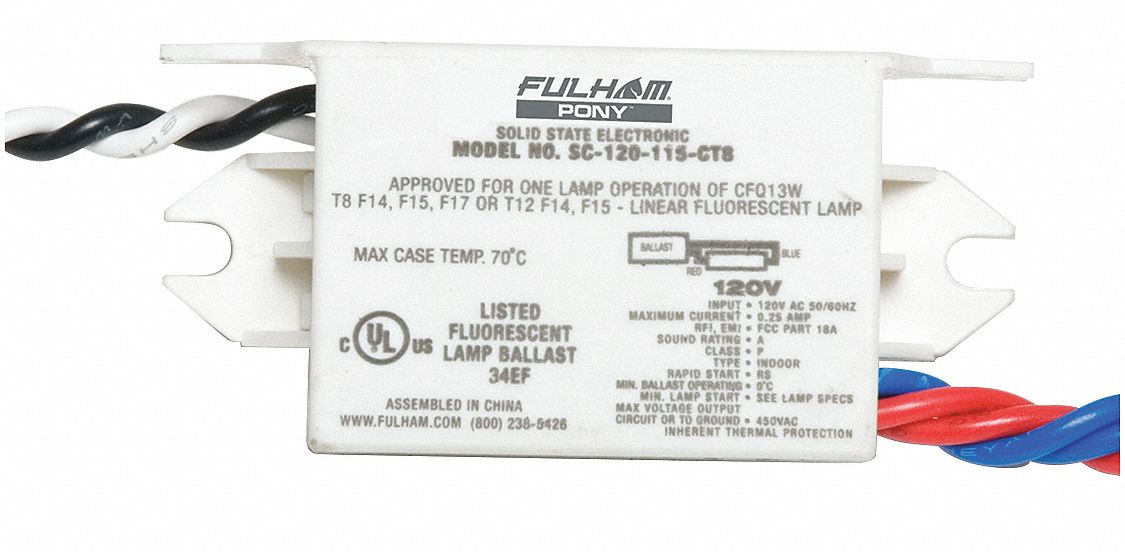 FULHAM®
PONY™
SOLID STATE ELECTRONIC
MODEL NO. SC-120-115-CT8
APPROVED FOR ONE LAMP OPERATION OF CFQ13W
T8 F14, F15, F17 OR T12 F14, F15 - LINEAR FLUORESCENT LAMP
MAX CASE TEMP. 70°C
BALLAST
BLUE
RED
120V
C UL US
LISTED
FLUORESCENT
LAMP BALLAST
34EF
INPUT • 120V AC 50/60HZ
MAXIMUM CURRENT • 0.25 AMP
RFI, EMI • FCC PART 18A
SOUND RATING • A
CLASS • P
TYPE • INDOOR
RAPID START • RS
MIN. BALLAST OPERATING • 0°C
MIN. LAMP START • SEE LAMP SPECS
MAX VOLTAGE OUTPUT
CIRCUIT OR TO GROUND • 450VAC
INHERENT THERMAL PROTECTION
ASSEMBLED IN CHINA
WWW.FULHAM.COM (800) 238-5426